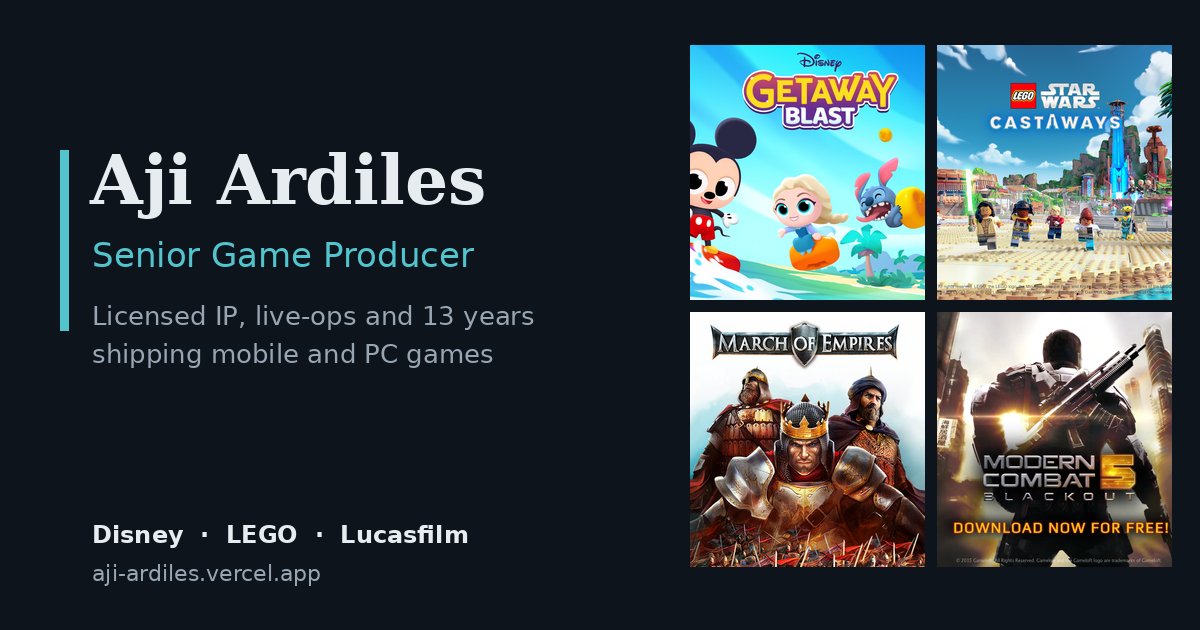 Aji Ardiles
Senior Game Producer
Licensed IP, live-ops and 13 years
shipping mobile and PC games
Disney · LEGO · Lucasfilm
aji-ardiles.vercel.app
Disney
GETAWAY
BLAST
LEGO STAR
WARS
CASTAWAYS
MARCH OF EMPIRES
MODERN
COMBAT 5
BLACKOUT
DOWNLOAD NOW FOR FREE!